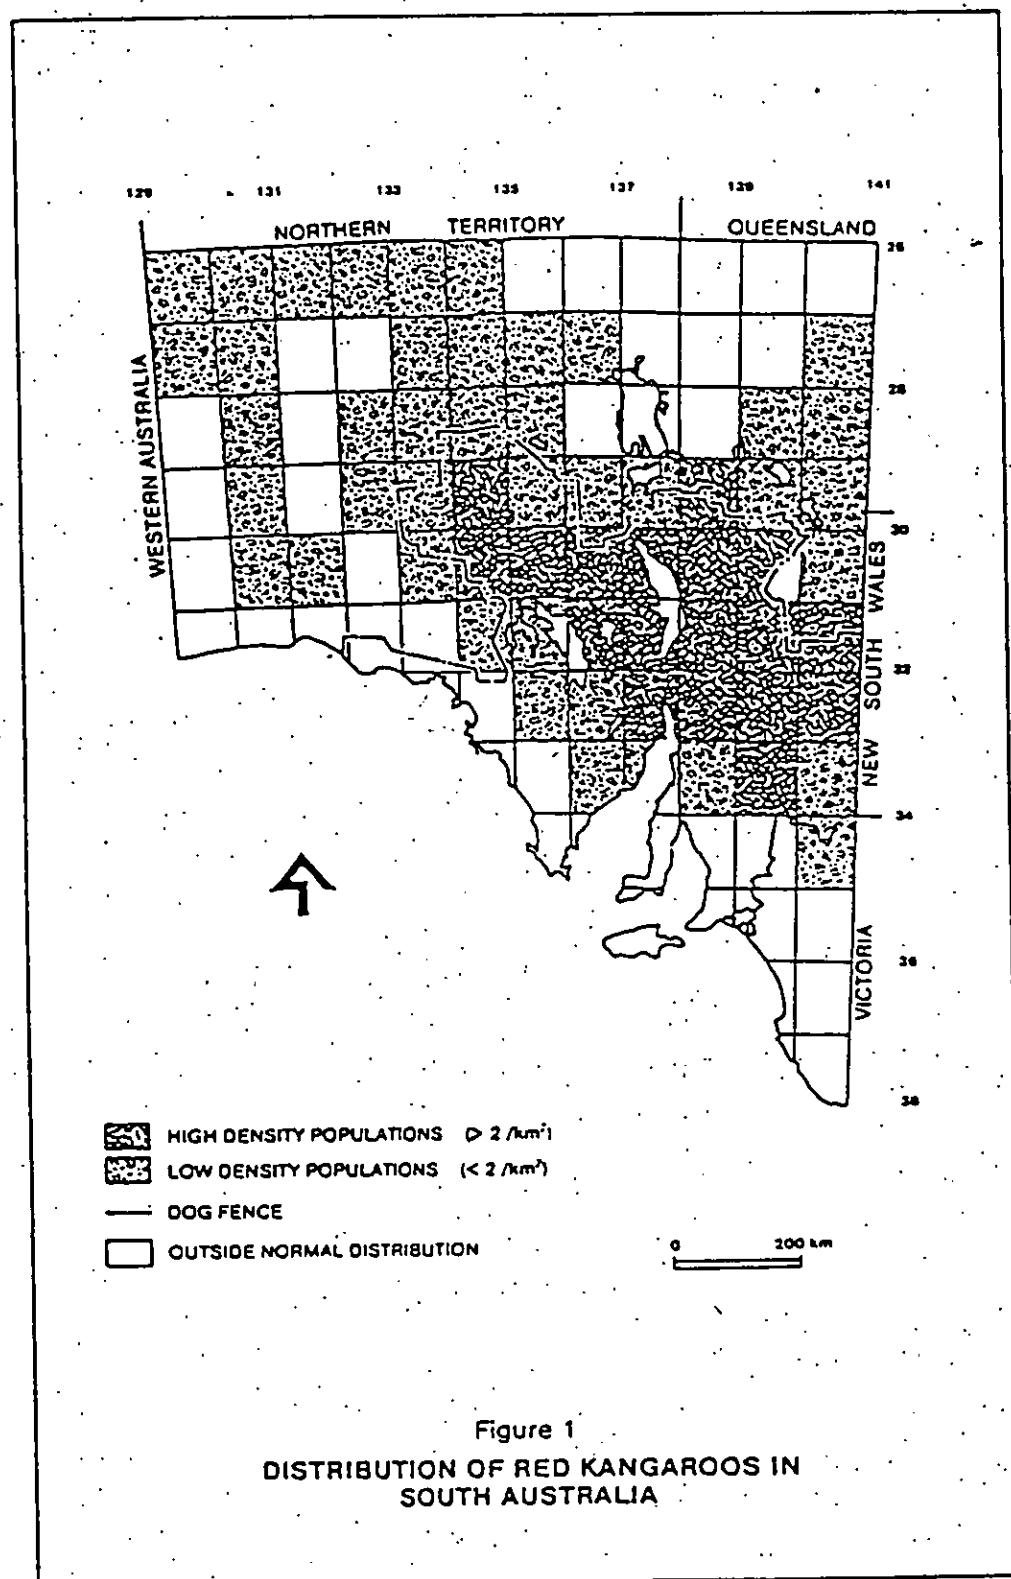 129 131 133 135 137 139 141
NORTHERN TERRITORY QUEENSLAND
26
WESTERN AUSTRALIA
28
30
NEW SOUTH WALES
32
34
VICTORIA
36
38
HIGH DENSITY POPULATIONS (> 2 /km²)
LOW DENSITY POPULATIONS (< 2 /km²)
DOG FENCE
OUTSIDE NORMAL DISTRIBUTION
0 200 km
Figure 1
DISTRIBUTION OF RED KANGAROOS IN
SOUTH AUSTRALIA